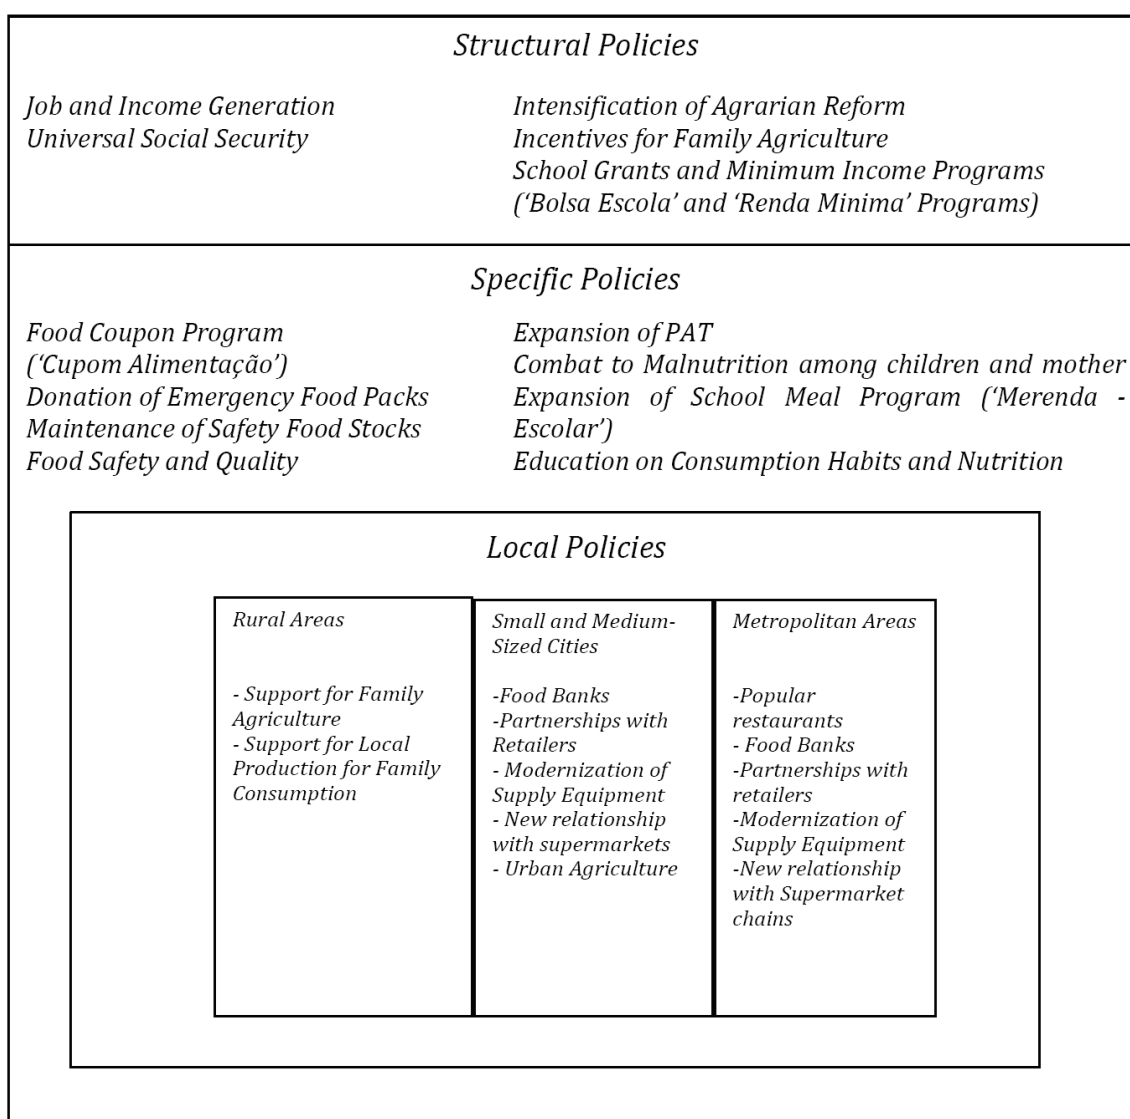 Structural Policies
Job and Income Generation
Universal Social Security
Intensification of Agrarian Reform
Incentives for Family Agriculture
School Grants and Minimum Income Programs
(‘Bolsa Escola’ and ‘Renda Minima’ Programs)
Specific Policies
Food Coupon Program
(‘Cupom Alimentação’)
Donation of Emergency Food Packs
Maintenance of Safety Food Stocks
Food Safety and Quality
Expansion of PAT
Combat to Malnutrition among children and mother
Expansion of School Meal Program (‘Merenda -
Escolar’)
Education on Consumption Habits and Nutrition
Local Policies
Rural Areas
- Support for Family
Agriculture
- Support for Local
Production for Family
Consumption
Small and Medium-
Sized Cities
-Food Banks
-Partnerships with
Retailers
- Modernization of
Supply Equipment
- New relationship
with supermarkets
- Urban Agriculture
Metropolitan Areas
-Popular
restaurants
- Food Banks
-Partnerships with
retailers
-Modernization of
Supply Equipment
-New relationship
with Supermarket
chains